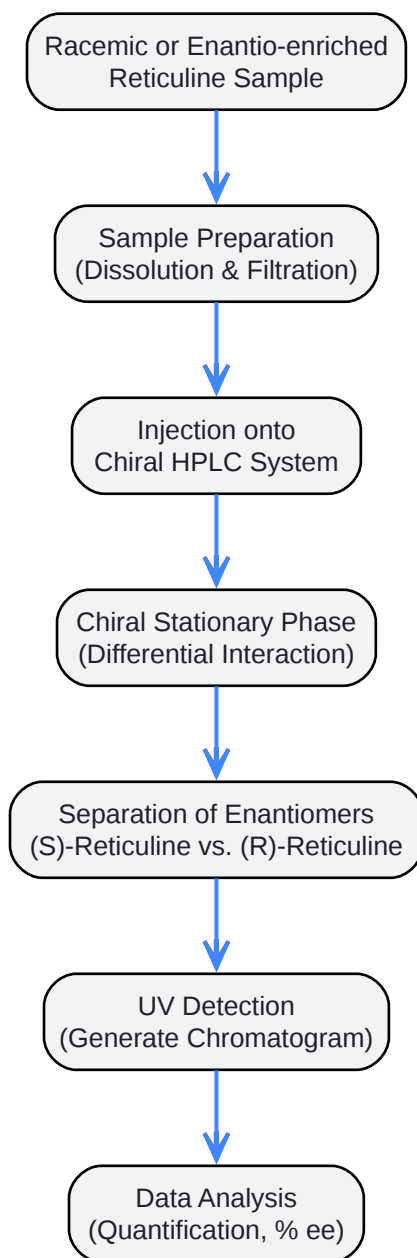 Racemic or Enantio-enriched
Reticuline Sample
Sample Preparation
(Dissolution & Filtration)
Injection onto
Chiral HPLC System
Chiral Stationary Phase
(Differential Interaction)
Separation of Enantiomers
(S)-Reticuline vs. (R)-Reticuline
UV Detection
(Generate Chromatogram)
Data Analysis
(Quantification, % ee)